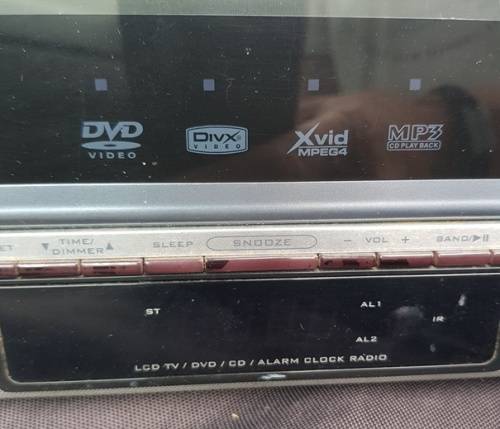 DVD VIDEO
DivX VIDEO
Xvid MPEG4
MP3 CD PLAY BACK
ET ▼ TIME/DIMMER ▲ SLEEP SNOOZE − VOL + BAND/▶II
ST
AL1
IR
AL2
LCD TV / DVD / CD / ALARM CLOCK RADIO